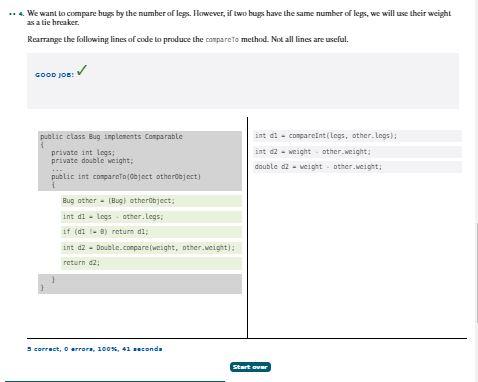 •• 4. We want to compare bugs by the number of legs. However, if two bugs have the same number of legs, we will use their weight
as a tie breaker.
Rearrange the following lines of code to produce the compareTo method. Not all lines are useful.
GOOD JOB! ✓
public class Bug implements Comparable
{
private int legs;
private double weight;
...
public int compareTo(Object otherObject)
{
Bug other = (Bug) otherObject;
int d1 = legs - other.legs;
if (d1 != 0) return d1;
int d2 = Double.compare(weight, other.weight);
return d2;
}
}
int d1 = compareInt(legs, other.legs);
int d2 = weight - other.weight;
double d2 = weight - other.weight;
5 correct, 0 errors, 100%, 41 seconds
Start over